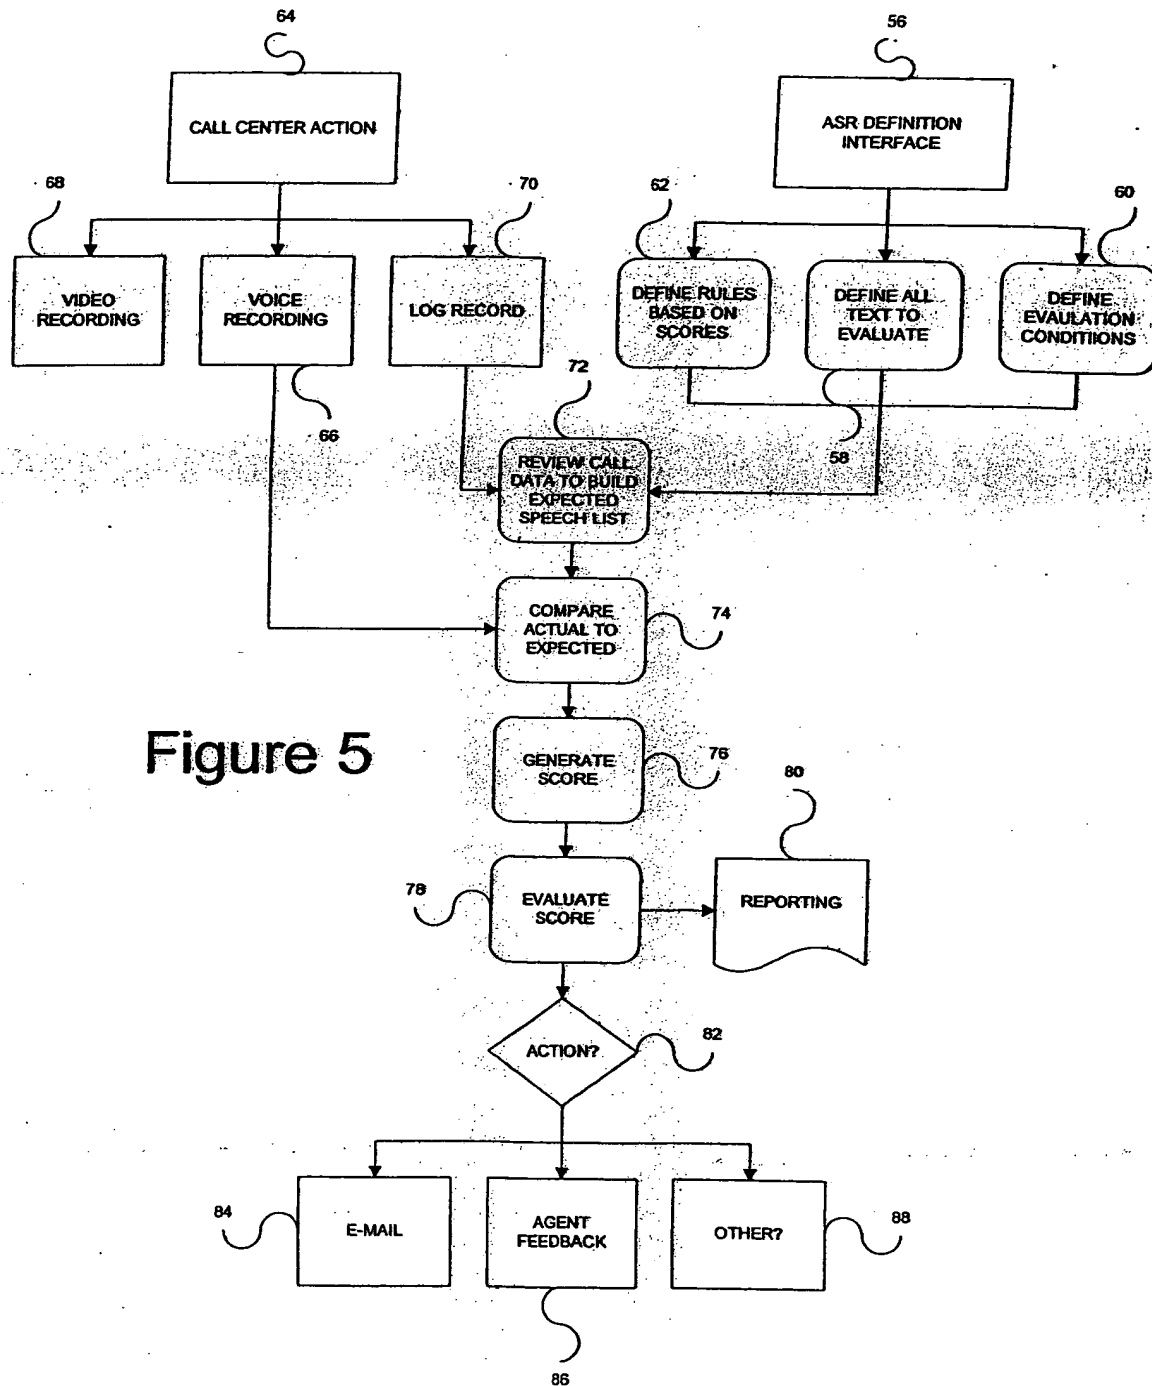 64
56
CALL CENTER ACTION
ASR DEFINITION
INTERFACE
68
70
62
60
VIDEO
RECORDING
VOICE
RECORDING
LOG RECORD
DEFINE RULES
BASED ON
SCORES
DEFINE ALL
TEXT TO
EVALUATE
DEFINE
EVAULATION
CONDITIIONS
72
66
58
REVIEW CALL
DATA TO BUILD
EXPECTED
SPEECH LIST
COMPARE
ACTUAL TO
EXPECTED
74
Figure 5
GENERATE
SCORE
76
80
78
EVALUATE
SCORE
REPORTING
ACTION?
82
84
E-MAIL
AGENT
FEEDBACK
OTHER?
88
86